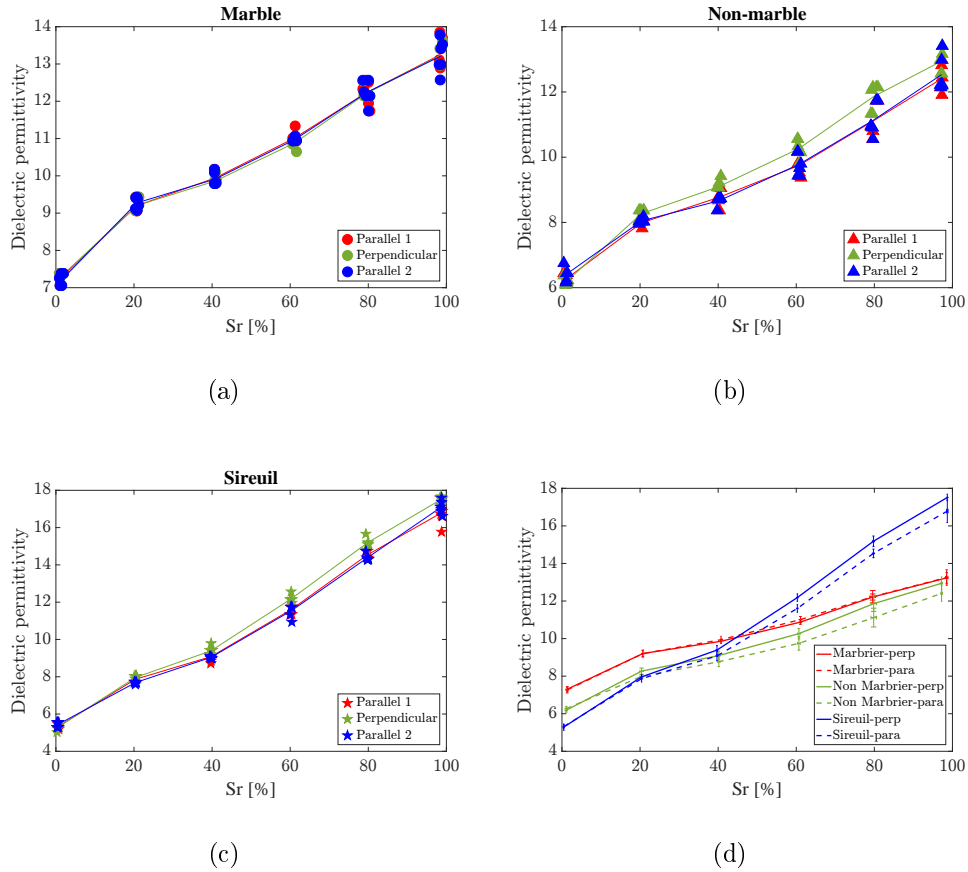 Marble
14
13
12
11
10
9
8
7
0
20
40
60
80
100
Dielectric permittivity
Sr [%]
Parallel 1
Perpendicular
Parallel 2
(a)
Non-marble
14
12
10
8
6
0
20
40
60
80
100
Dielectric permittivity
Sr [%]
Parallel 1
Perpendicular
Parallel 2
(b)
Sireuil
18
16
14
12
10
8
6
4
0
20
40
60
80
100
Dielectric permittivity
Sr [%]
Parallel 1
Perpendicular
Parallel 2
(c)
18
16
14
12
10
8
6
4
0
20
40
60
80
100
Dielectric permittivity
Sr [%]
Marbrier-perp
Marbrier-para
Non Marbrier-perp
Non Marbrier-para
Sireuil-perp
Sireuil-para
(d)